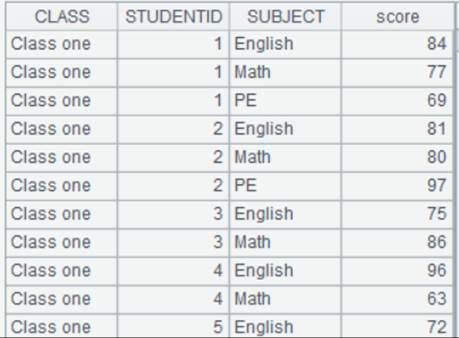 CLASS STUDENTID SUBJECT score
Class one 1 English 84
Class one 1 Math 77
Class one 1 PE 69
Class one 2 English 81
Class one 2 Math 80
Class one 2 PE 97
Class one 3 English 75
Class one 3 Math 86
Class one 4 English 96
Class one 4 Math 63
Class one 5 English 72